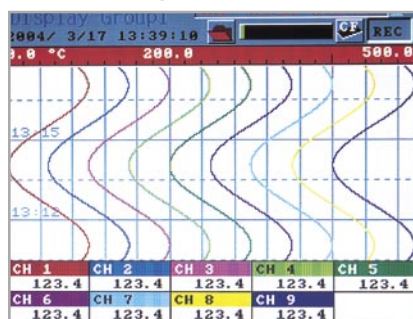 Display Group1
2004/ 3/17 13:39:10
CF
REC
0.0 °C 200.0 500.0
13:15
13:12
CH 1 CH 2 CH 3 CH 4 CH 5
123.4 123.4 123.4 123.4 123.4
CH 6 CH 7 CH 8 CH 9
123.4 123.4 123.4 123.4